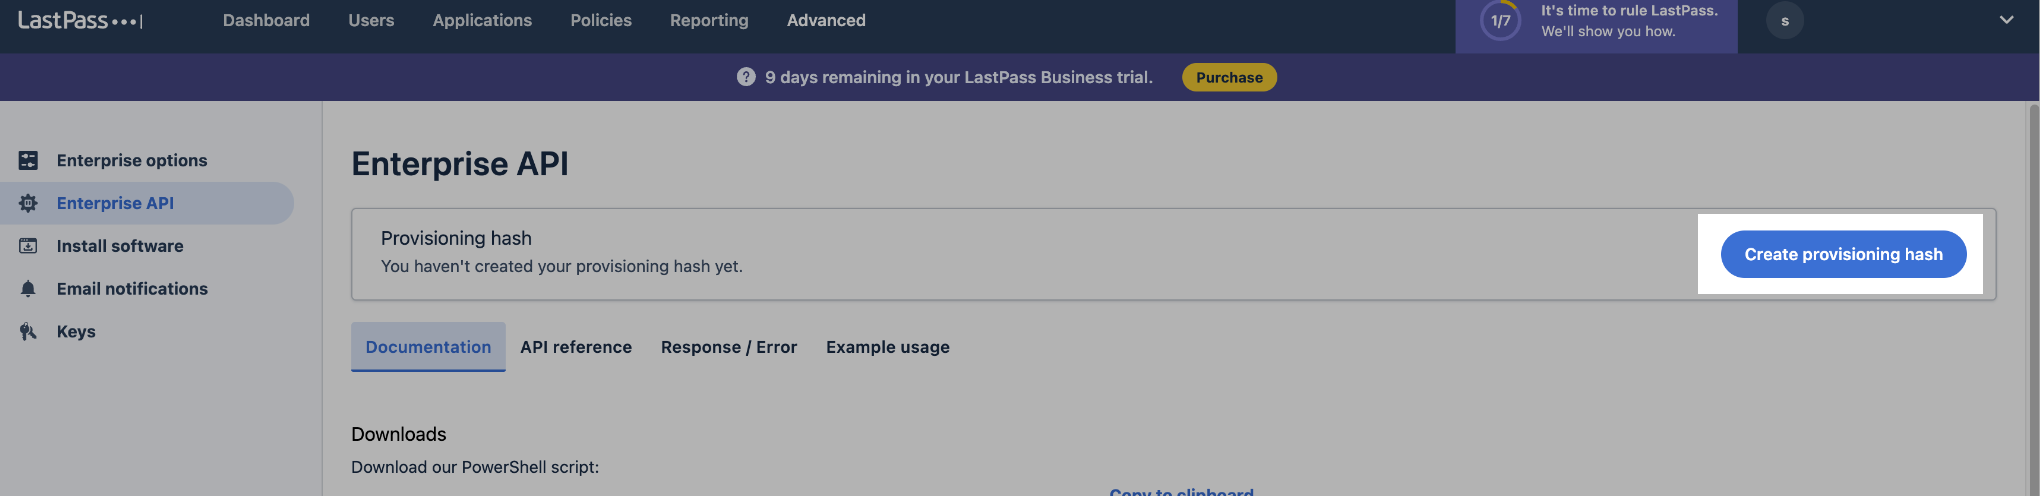 LastPass
Dashboard Users Applications Policies Reporting Advanced
1/7
It's time to rule LastPass.
We'll show you how.
s
? 9 days remaining in your LastPass Business trial. Purchase
Enterprise options
Enterprise API
Install software
Email notifications
Keys
Enterprise API
Provisioning hash
You haven't created your provisioning hash yet.
Create provisioning hash
Documentation API reference Response / Error Example usage
Downloads
Download our PowerShell script:
Copy to clipboard